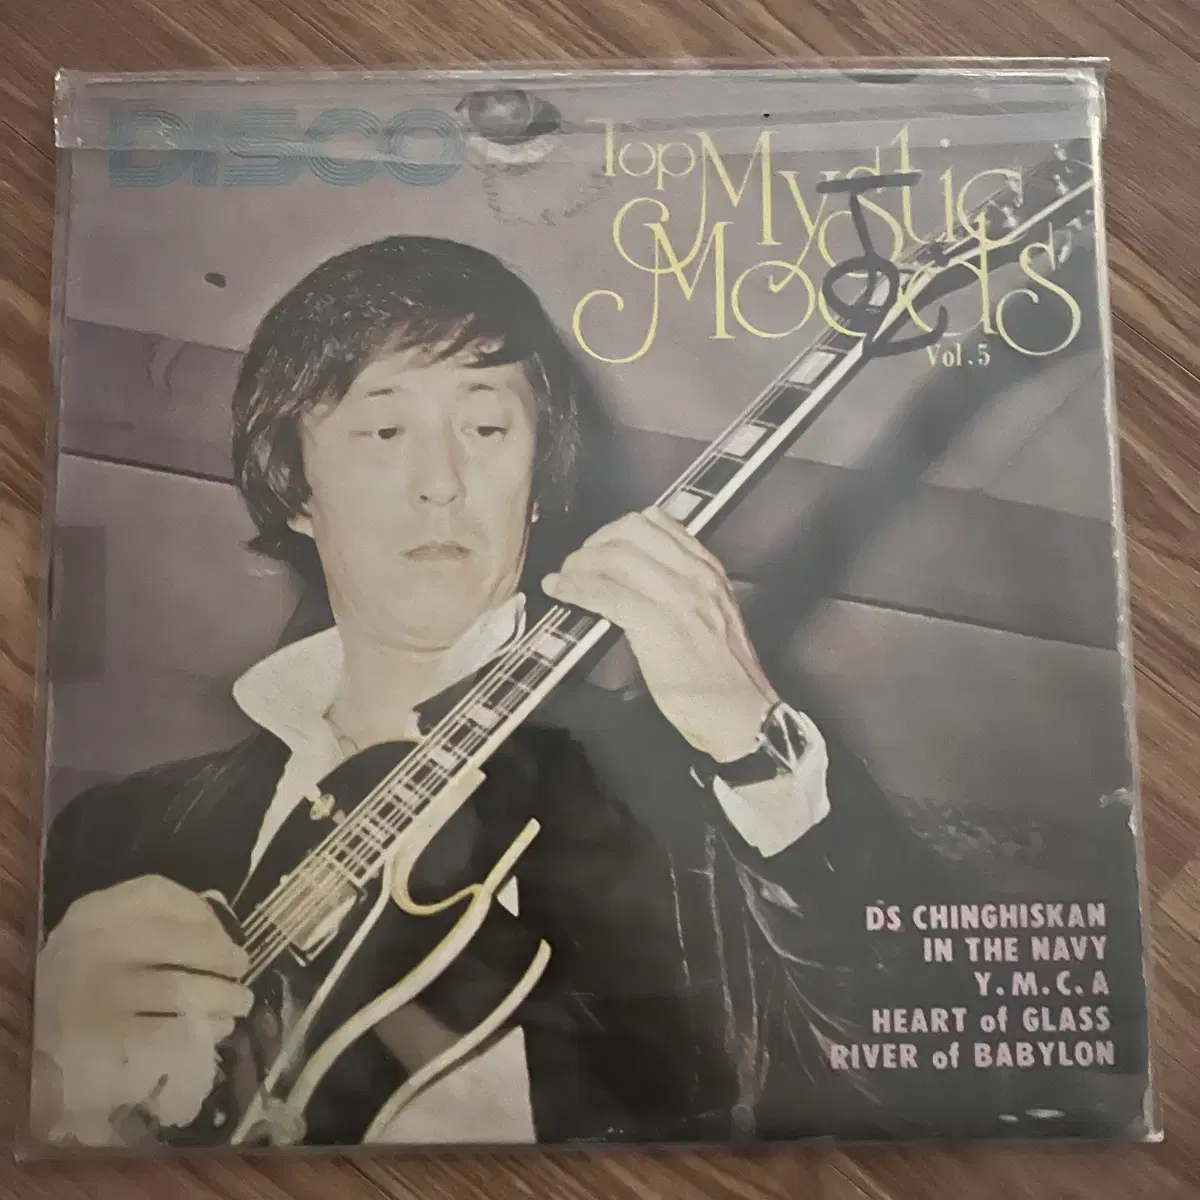 DISCO
Top Mystic
Moods
Vol.5
DS CHINGHISKAN
IN THE NAVY
Y.M.C.A
HEART of GLASS
RIVER of BABYLON